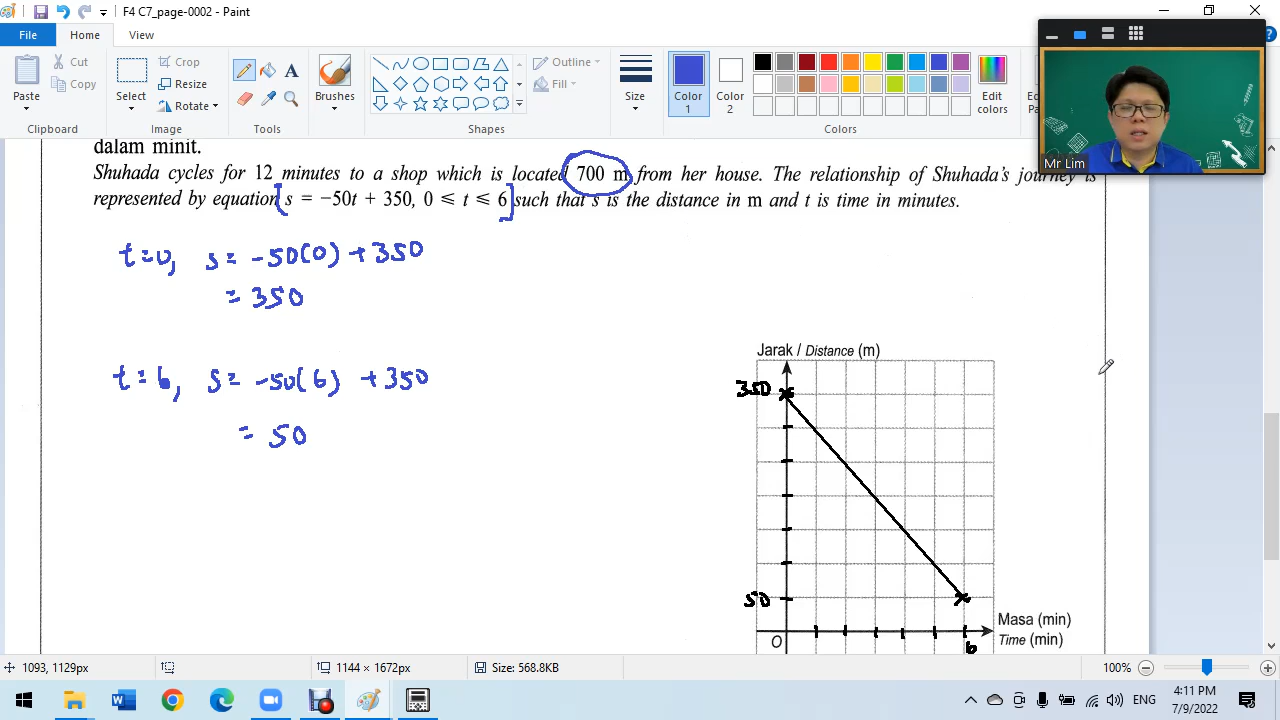 F4 C7_page-0002 - Paint
File Home View
Paste Cut Copy
Clipboard
Select Crop Resize Rotate
Image
A
Tools
Brushes
Outline Fill
Shapes
Size
Color 1
Color 2
Edit colors
Colors
Mr Lim
dalam minit.
Shuhada cycles for 12 minutes to a shop which is located 700 m from her house. The relationship of Shuhada's journey is
represented by equation s = −50t + 350, 0 ⩽ t ⩽ 6 such that s is the distance in m and t is time in minutes.
t=0, s= -50(0) +350
= 350
t=6, s= -50(6) +350
= 50
Jarak / Distance (m)
350
50
O
6
Masa (min)
Time (min)
1093, 1129px
1144 × 1672px
Size: 568.8KB
100%
ENG
4:11 PM
7/9/2022